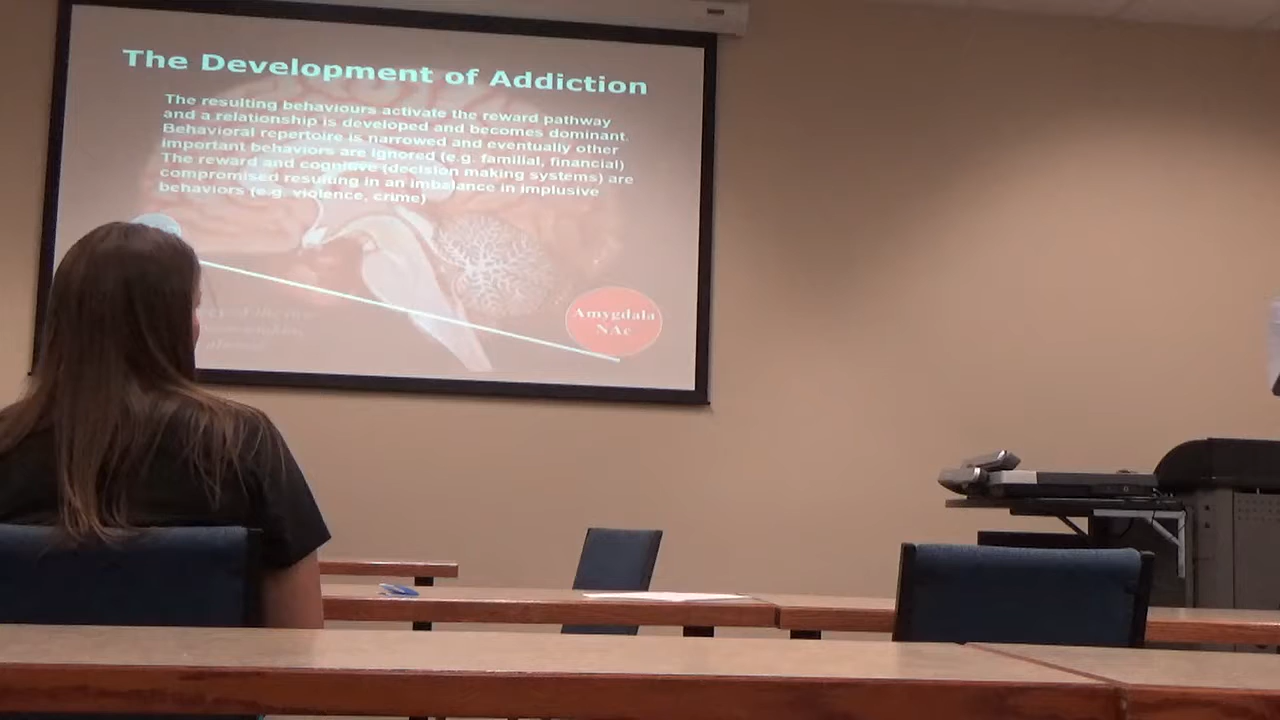 The Development of Addiction
The resulting behaviours activate the reward pathway
and a relationship is developed and becomes dominant.
Behavioral repertoire is narrowed and eventually other
important behaviors are ignored (e.g. familial, financial)
The reward and cognitive (decision making systems) are
compromised resulting in an imbalance in implusive
behaviors (e.g. violence, crime)
Amygdala
NAc